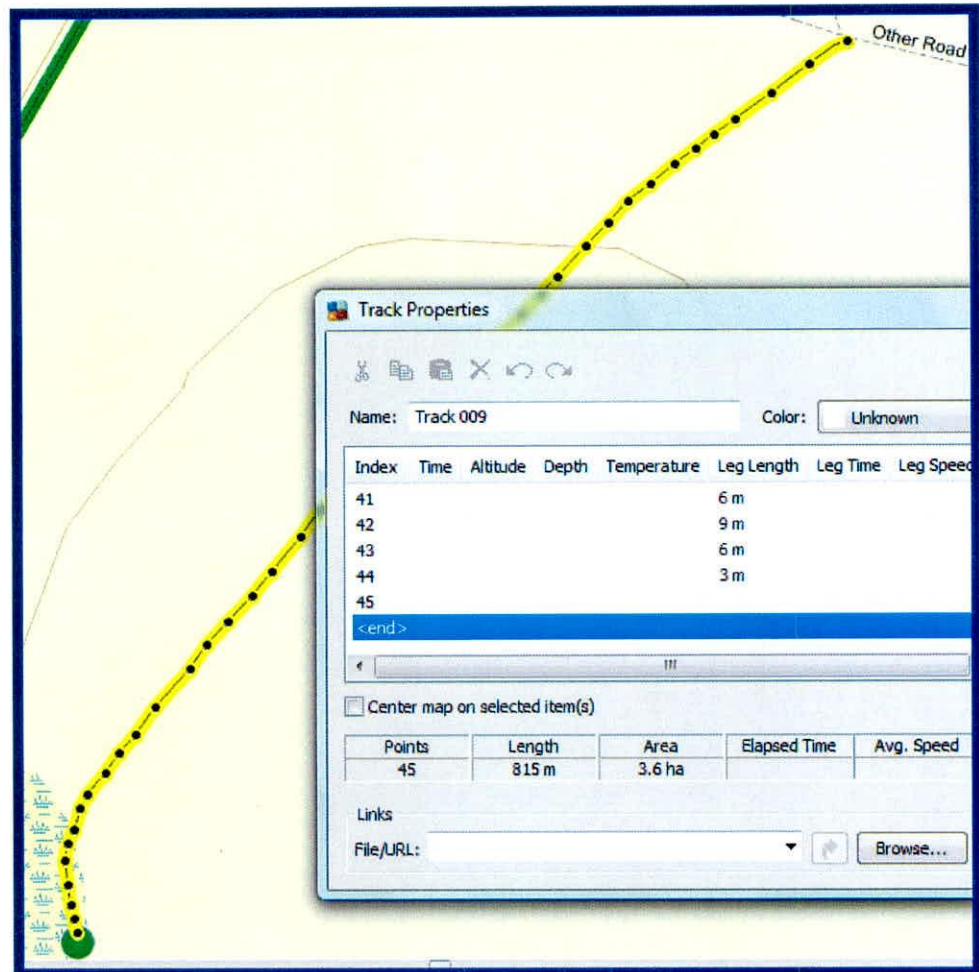 Other Road
Track Properties
Name: Track 009 Color: Unknown
Index Time Altitude Depth Temperature Leg Length Leg Time Leg Speed
41 6 m
42 9 m
43 6 m
44 3 m
45
<end>
Center map on selected item(s)
Points Length Area Elapsed Time Avg. Speed
45 815 m 3.6 ha
Links
File/URL: Browse...